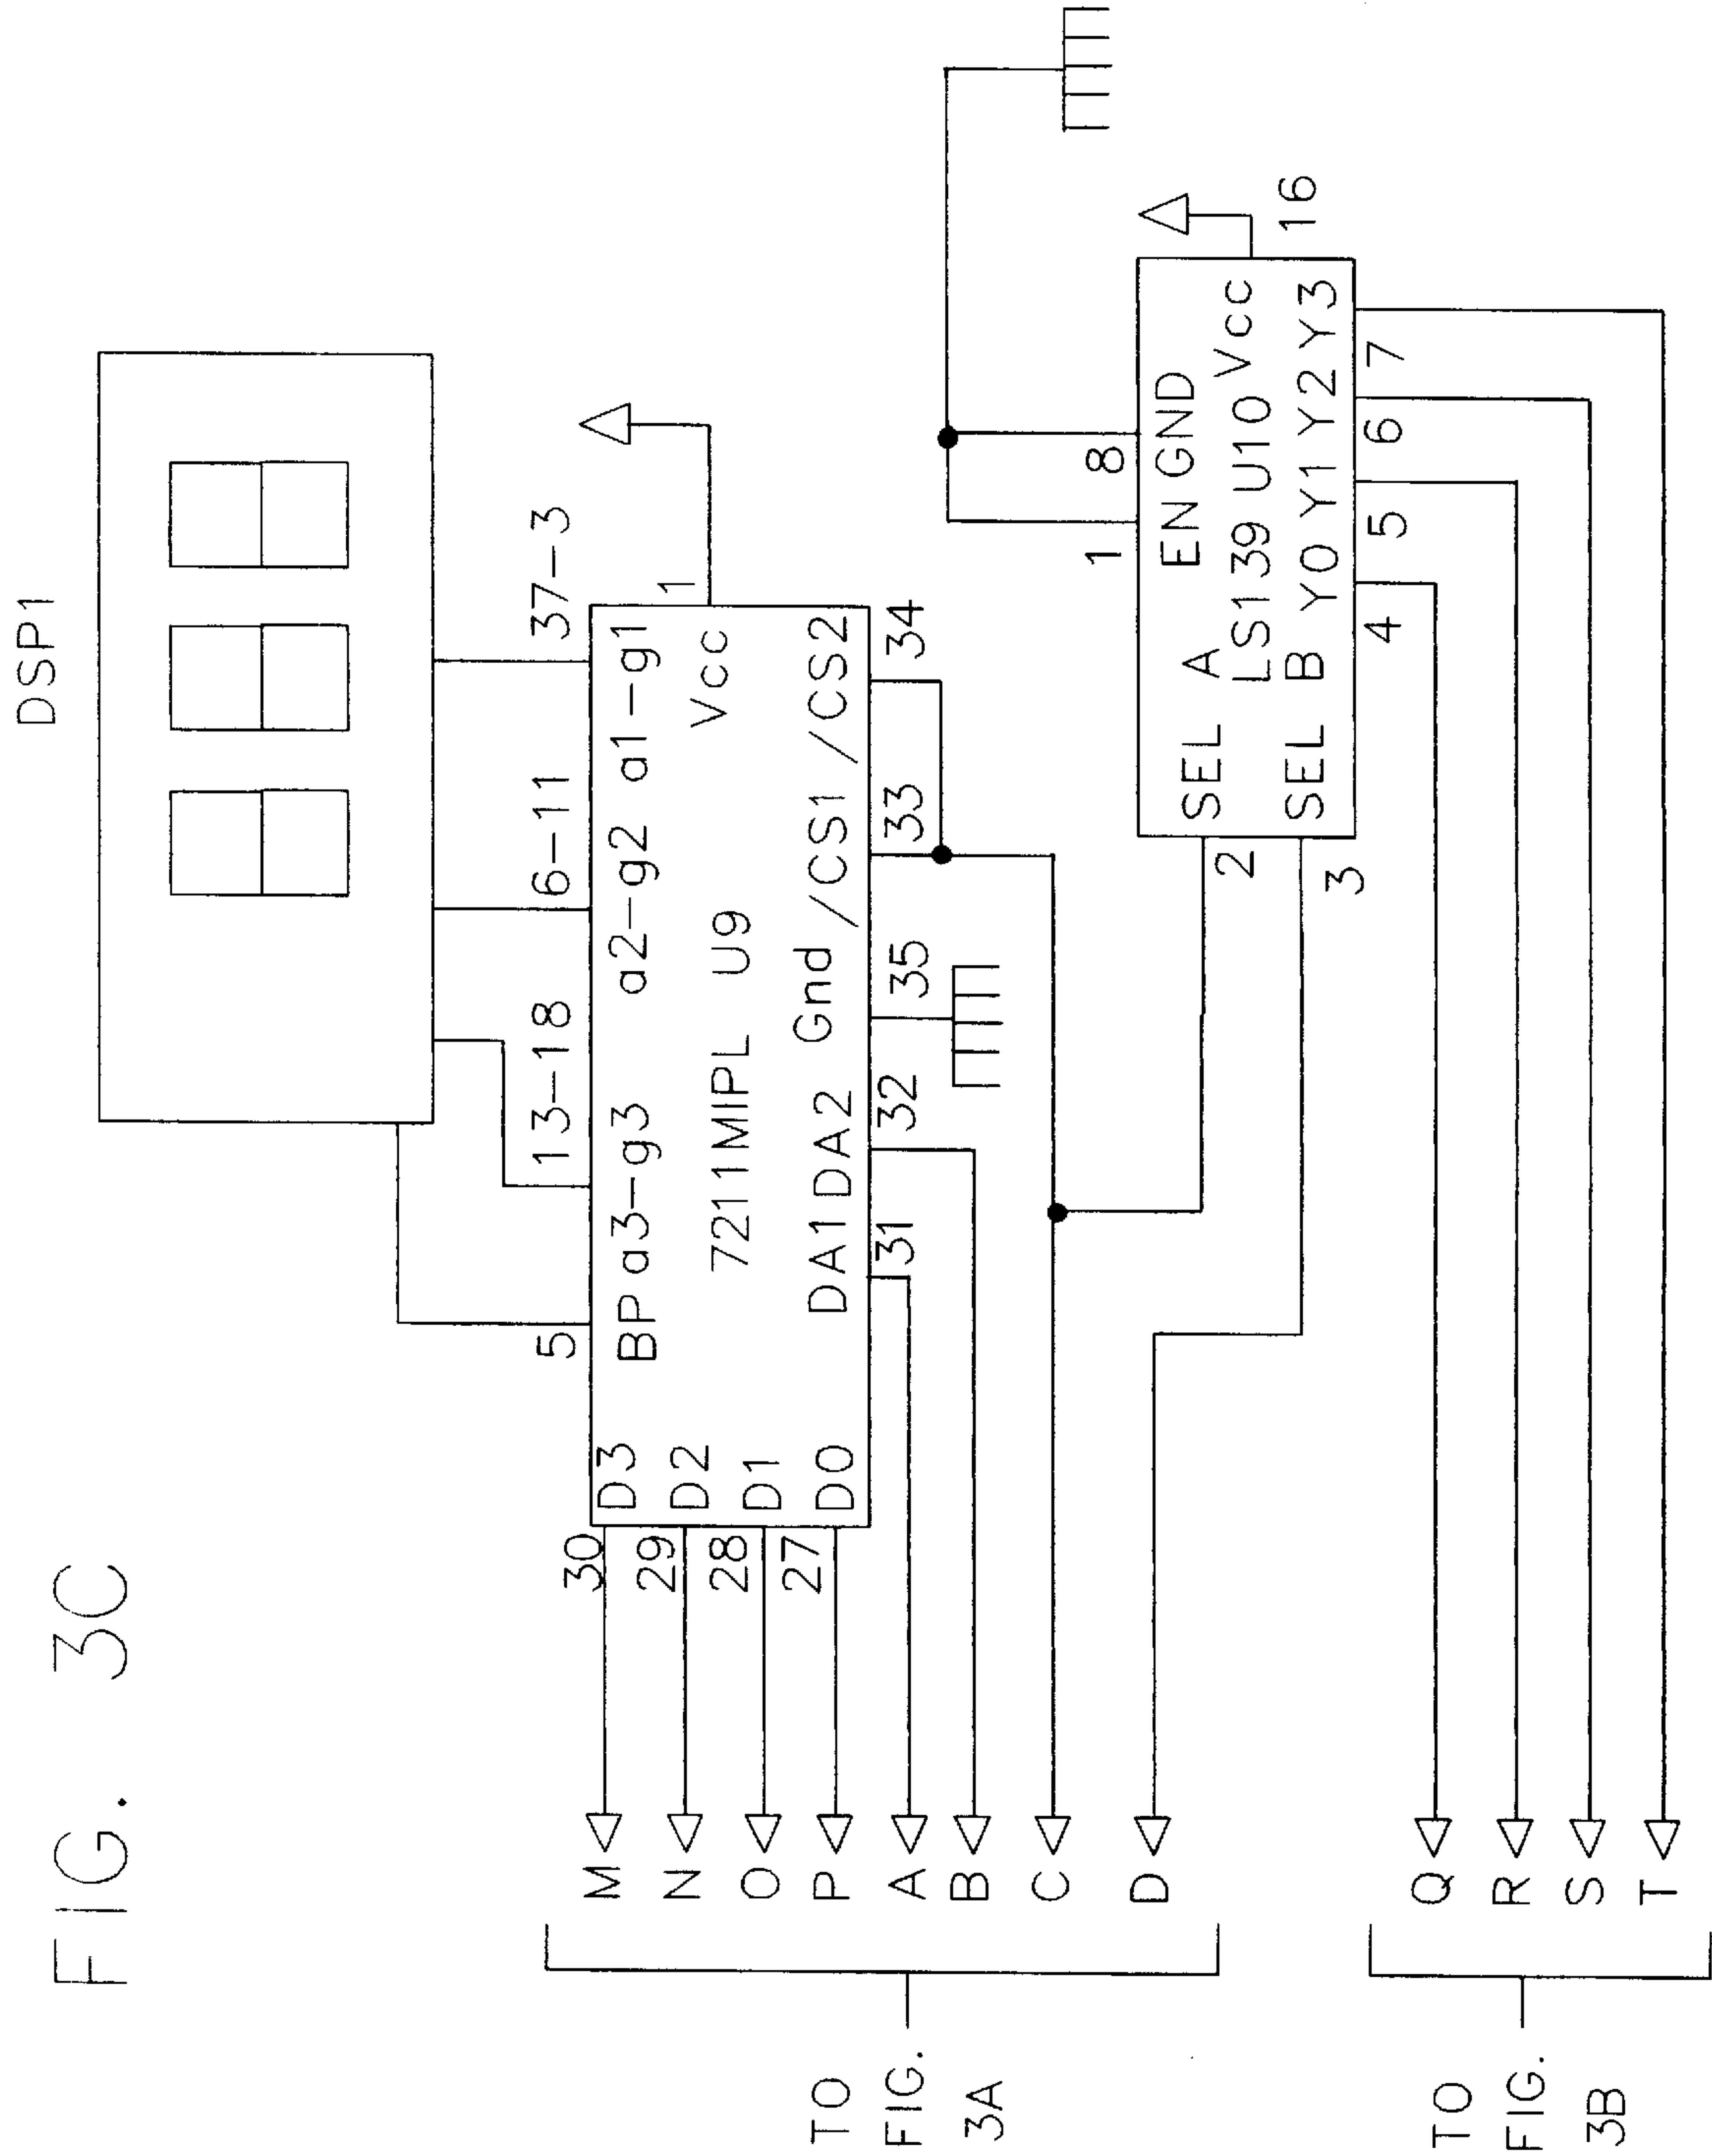 FIG. 3C
DSP1
5
13-18
6-11
37-3
30
29
28
27
D3
D2
D1
D0
BP a3-g3 a2-g2 a1-g1
7211MIPL U9
Vcc
1
DA1 DA2 Gnd /CS1 /CS2
31
32
35
33
34
M
N
O
P
A
B
C
D
TO
FIG.
3A
1
8
EN GND
SEL A
LS139 U10 Vcc
SEL B Y0 Y1 Y2 Y3
2
3
16
4
5
6
7
Q
R
S
T
TO
FIG.
3B